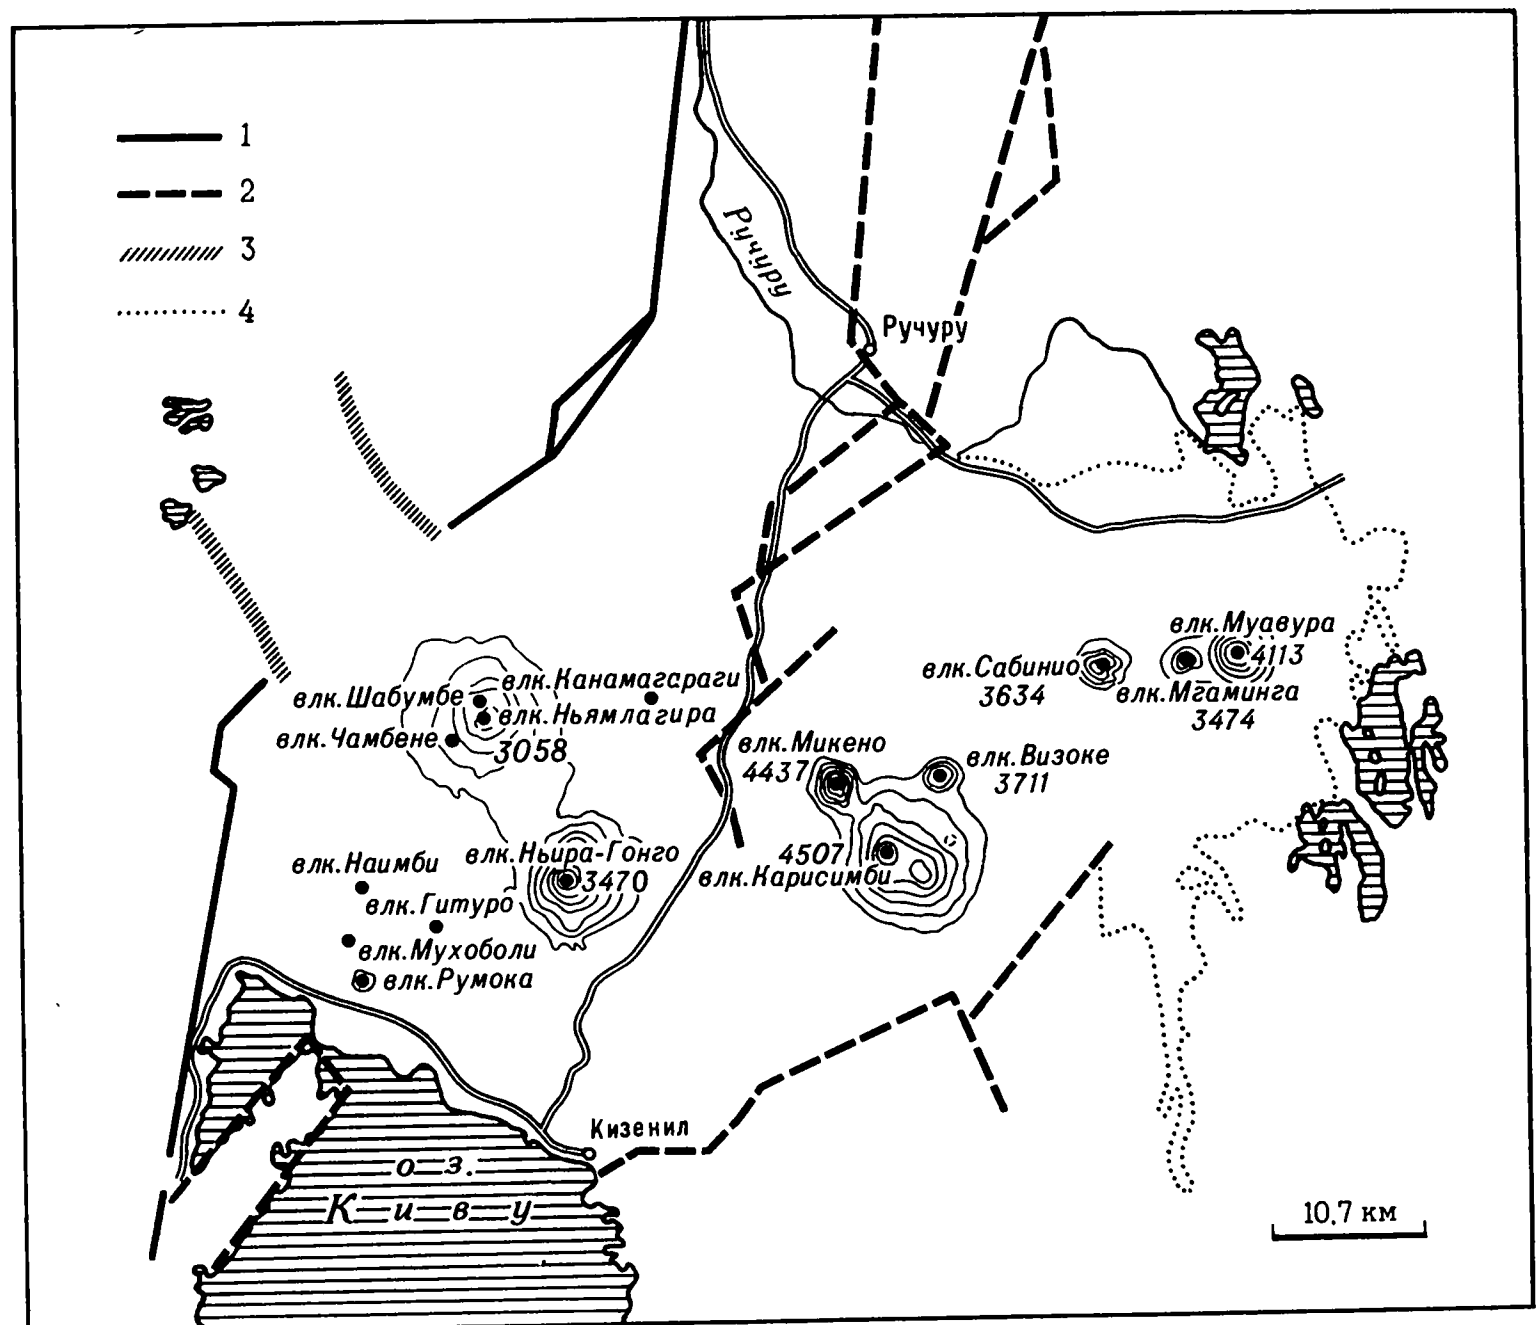 1
2
3
4
Ручуру
Ручуру
влк.Муавура
4113
влк.Сабинио
3634
влк.Мгаминга
3474
влк.Канамагараги
влк.Шабумбе
влк.Ньямлагира
влк.Чамбене
3058
влк.Микено
4437
влк.Визоке
3711
4507
влк.Карисимби
влк.Ньира-Гонго
3470
влк.Наимби
влк.Гитуро
влк.Мухоболи
влк.Румока
Кизенил
оз.
Киву
10,7 км